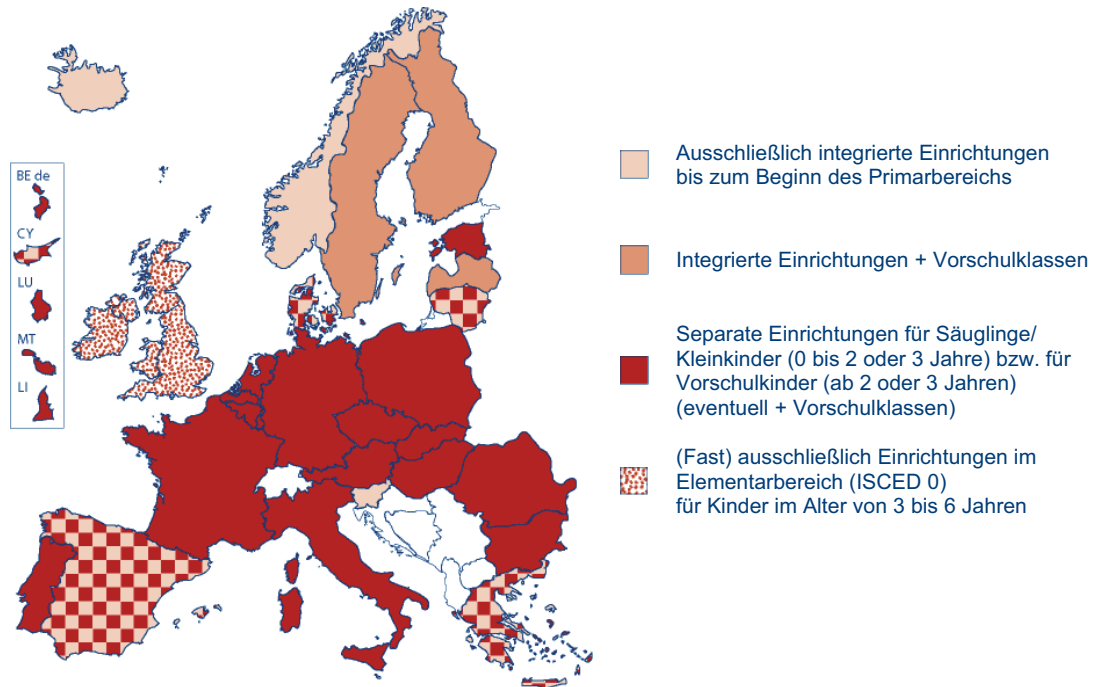 BE de
CY
LU
MT
LI
Ausschließlich integrierte Einrichtungen
bis zum Beginn des Primarbereichs
Integrierte Einrichtungen + Vorschulklassen
Separate Einrichtungen für Säuglinge/
Kleinkinder (0 bis 2 oder 3 Jahre) bzw. für
Vorschulkinder (ab 2 oder 3 Jahren)
(eventuell + Vorschulklassen)
(Fast) ausschließlich Einrichtungen im
Elementarbereich (ISCED 0)
für Kinder im Alter von 3 bis 6 Jahren